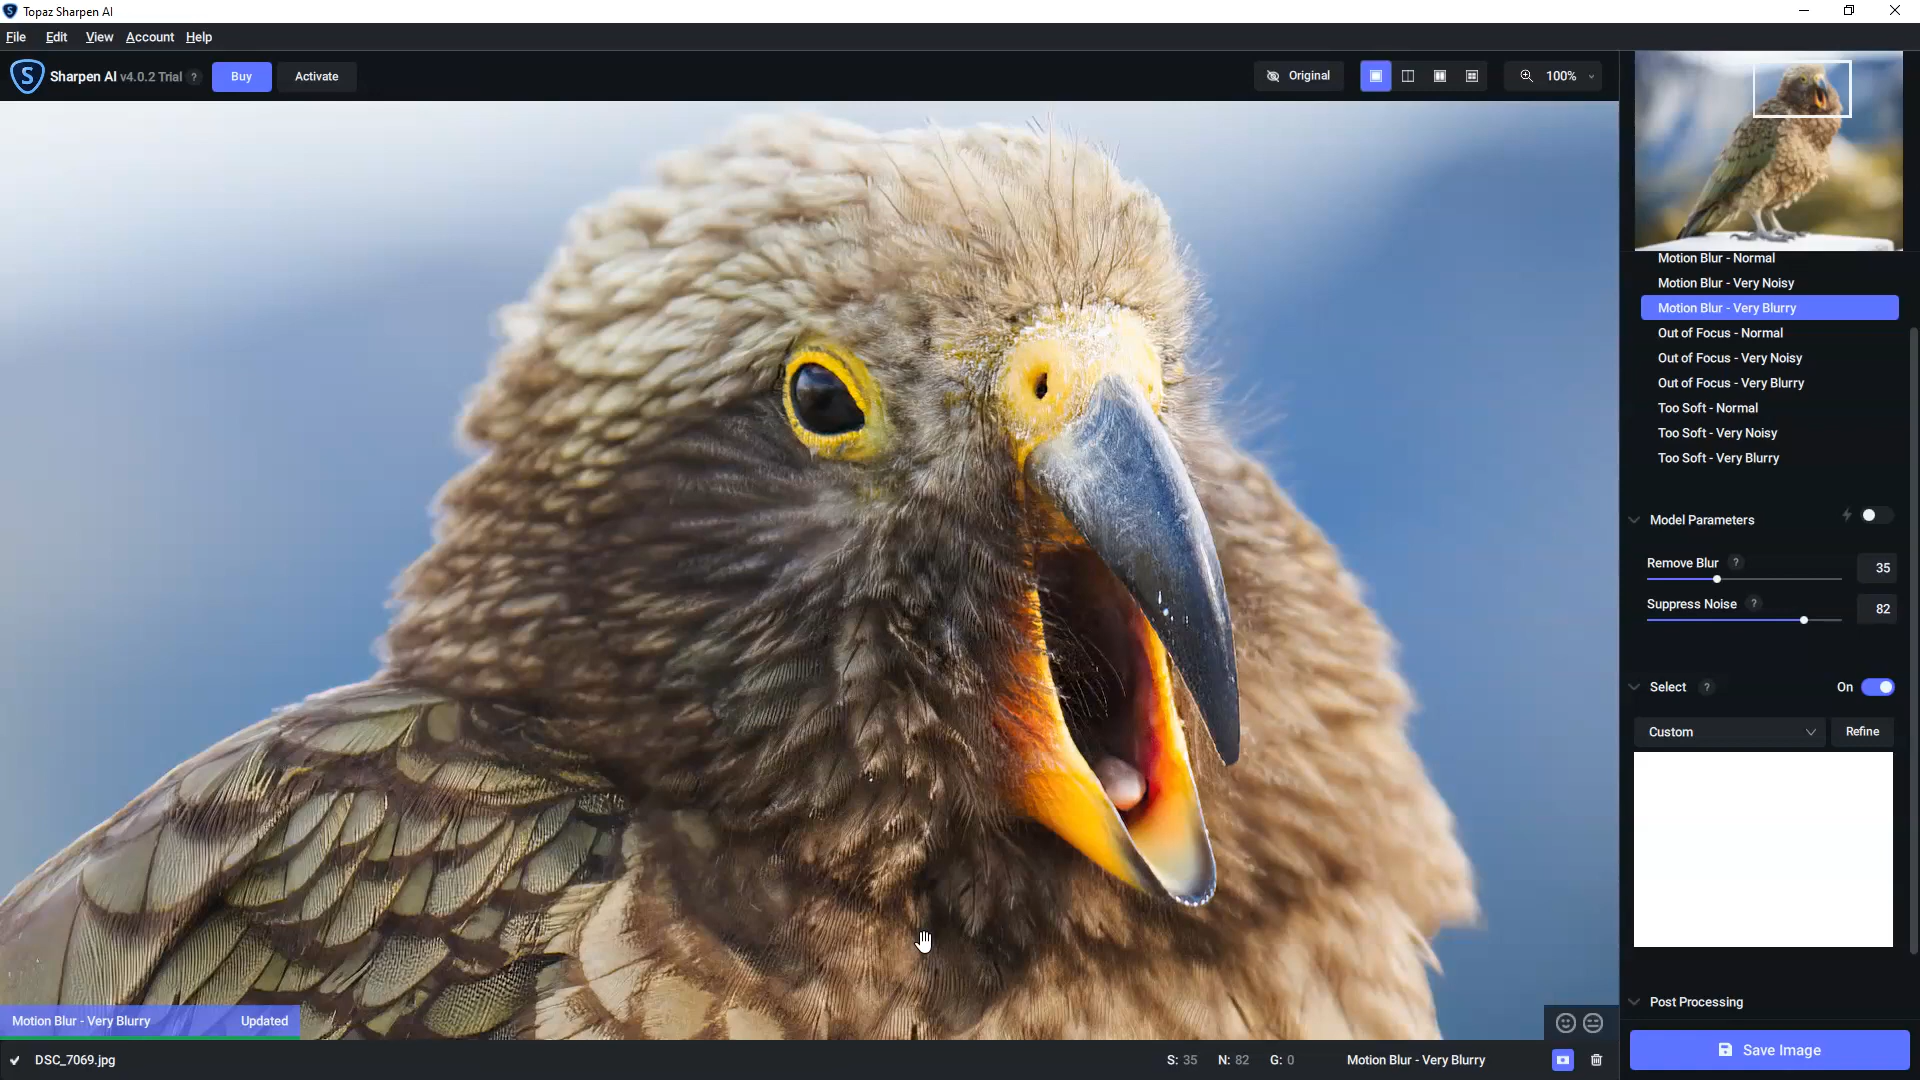 Topaz Sharpen AI
File Edit View Account Help
Sharpen AI v4.0.2 Trial ? Buy Activate Original 100%
Motion Blur - Normal
Motion Blur - Very Noisy
Motion Blur - Very Blurry
Out of Focus - Normal
Out of Focus - Very Noisy
Out of Focus - Very Blurry
Too Soft - Normal
Too Soft - Very Noisy
Too Soft - Very Blurry
Model Parameters
Remove Blur ? 35
Suppress Noise ? 82
Select ? On
Custom Refine
Post Processing
Motion Blur - Very Blurry Updated
DSC_7069.jpg S: 35 N: 82 G: 0 Motion Blur - Very Blurry
Save Image